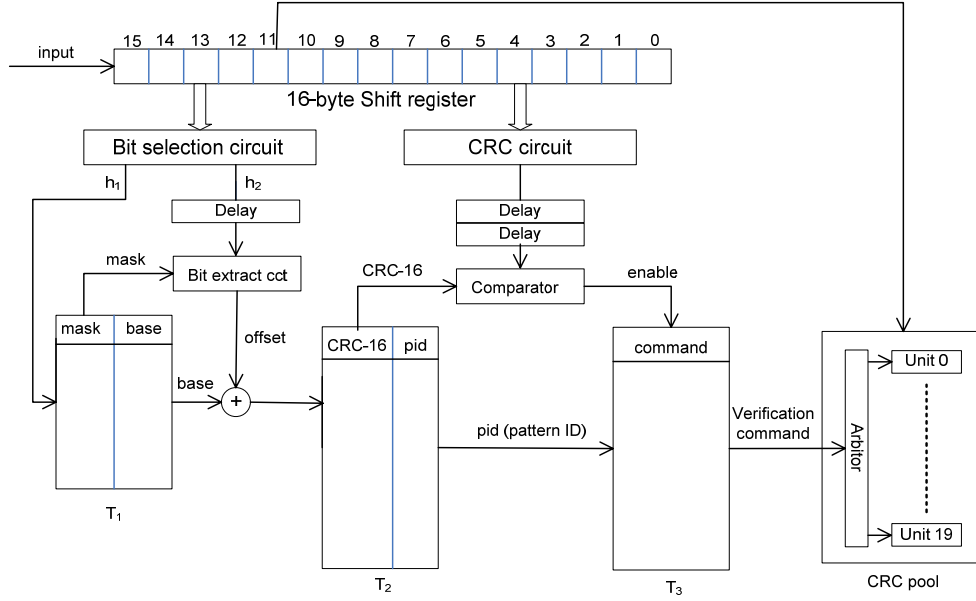 15 14 13 12 11 10 9 8 7 6 5 4 3 2 1 0
input
16-byte Shift register
Bit selection circuit
CRC circuit
h1
h2
Delay
Delay
Delay
mask
Bit extract cct
CRC-16
Comparator
enable
mask base
offset
CRC-16 pid
command
Unit 0
base
+
Verification
command
pid (pattern ID)
Arbitor
Unit 19
T1
T2
T3
CRC pool